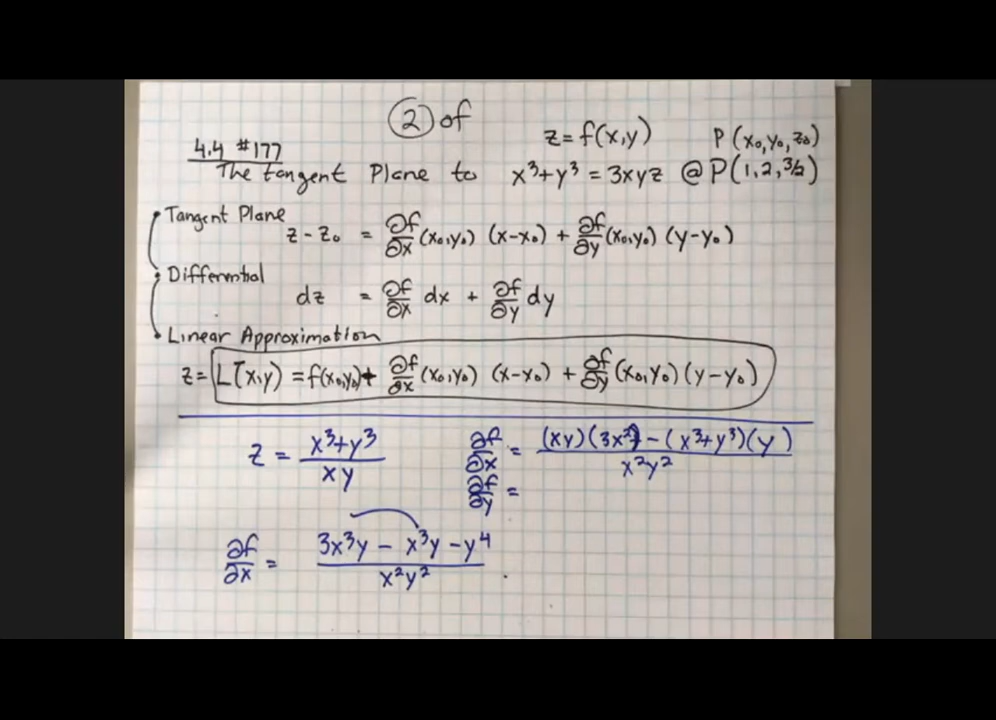 ② of
z = f(x,y) P(x₀,y₀,z₀)
4.4 #177
The tangent Plane to x³+y³ = 3xyz @ P(1,2,3/2)
• Tangent Plane
z - z₀ = ∂f/∂x (x₀,y₀) (x-x₀) + ∂f/∂y (x₀,y₀) (y-y₀)
• Differential
dz = ∂f/∂x dx + ∂f/∂y dy
• Linear Approximation
z = L(x,y) = f(x₀,y₀) + ∂f/∂x (x₀,y₀) (x-x₀) + ∂f/∂y (x₀,y₀) (y-y₀)
z = (x³+y³)/(xy) ∂f/∂x = ((xy)(3x²) - (x³+y³)(y))/(x²y²)
∂f/∂y =
∂f/∂x = (3x³y - x³y - y⁴)/(x²y²)